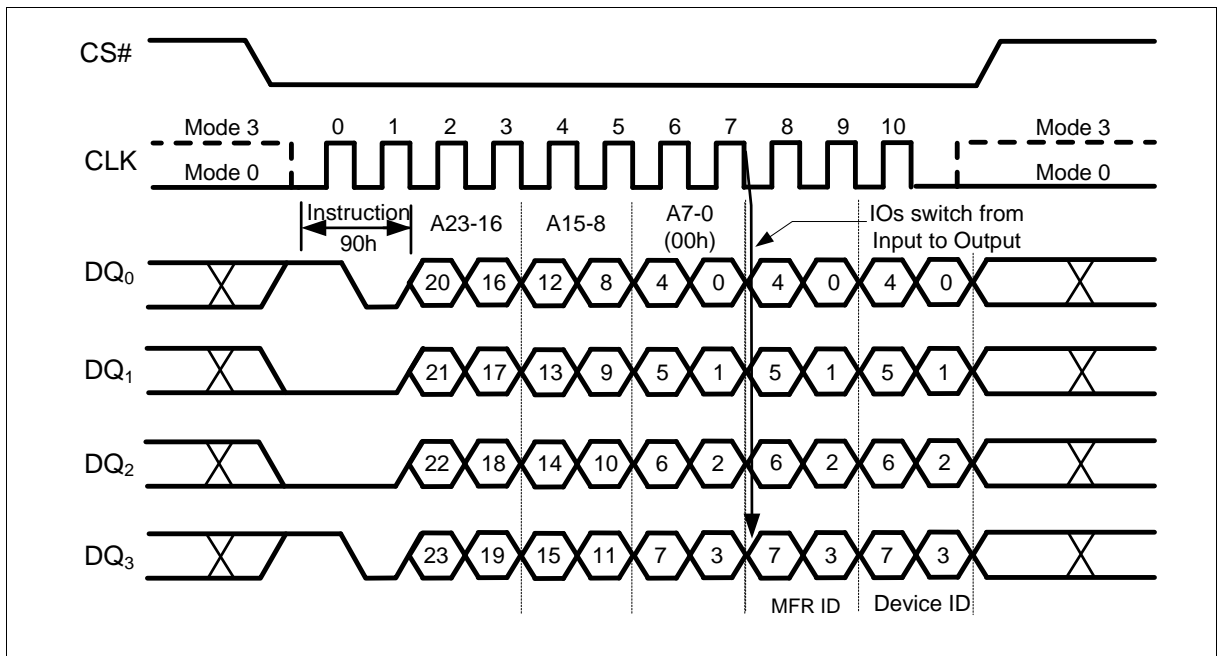 CS#
Mode 3 0 1 2 3 4 5 6 7 8 9 10 Mode 3
CLK
Mode 0 Mode 0
Instruction A23-16 A15-8 A7-0 IOs switch from
90h (00h) Input to Output
DQ0 20 16 12 8 4 0 4 0 4 0
DQ1 21 17 13 9 5 1 5 1 5 1
DQ2 22 18 14 10 6 2 6 2 6 2
DQ3 23 19 15 11 7 3 7 3 7 3
MFR ID Device ID